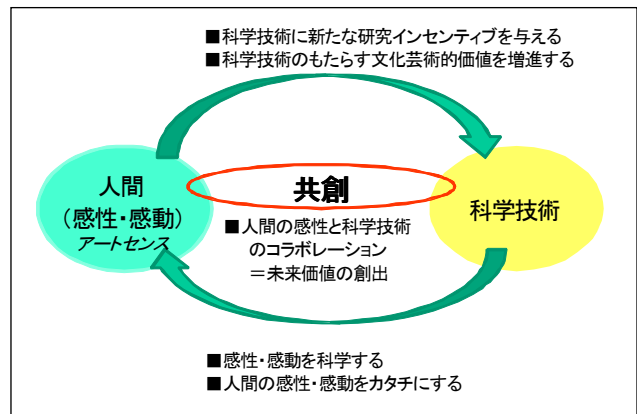 ■科学技術に新たな研究インセンティブを与える
■科学技術のもたらす文化芸術的価値を増進する
人間
（感性・感動）
アートセンス
共創
■人間の感性と科学技術
のコラボレーション
＝未来価値の創出
科学技術
■感性・感動を科学する
■人間の感性・感動をカタチにする